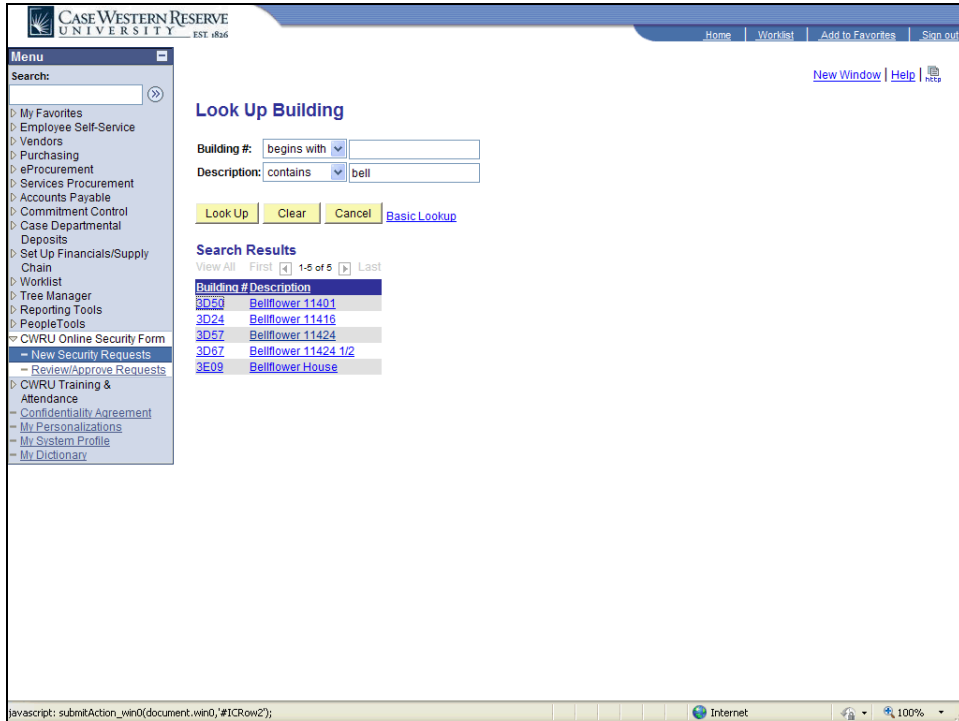 CASE WESTERN RESERVE
UNIVERSITY EST. 1826
Home Worklist Add to Favorites Sign out
Menu
Search:
New Window | Help | http
My Favorites
Employee Self-Service
Vendors
Purchasing
eProcurement
Services Procurement
Accounts Payable
Commitment Control
Case Departmental
Deposits
Set Up Financials/Supply
Chain
Worklist
Tree Manager
Reporting Tools
PeopleTools
CWRU Online Security Form
New Security Requests
Review/Approve Requests
CWRU Training &
Attendance
Confidentiality Agreement
My Personalizations
My System Profile
My Dictionary
Look Up Building
Building #: begins with
Description: contains bell
Look Up Clear Cancel Basic Lookup
Search Results
View All First 1-5 of 5 Last
Building # Description
3D50 Bellflower 11401
3D24 Bellflower 11416
3D57 Bellflower 11424
3D67 Bellflower 11424 1/2
3E09 Bellflower House
javascript: submitAction_win0(document.win0,'#ICRow2'); Internet 100%